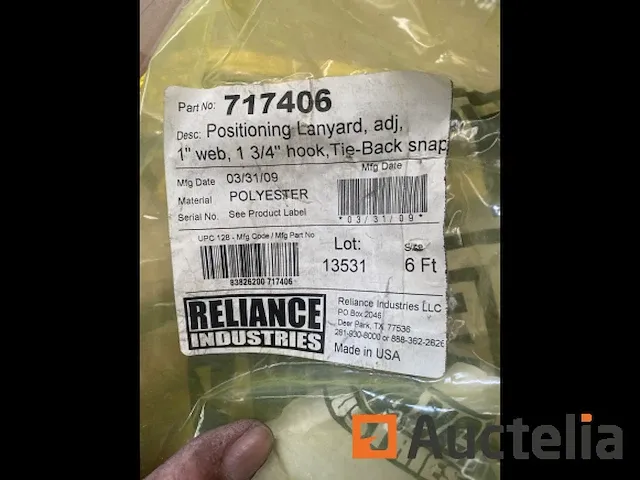 Part No: 717406
Desc: Positioning Lanyard, adj,
1" web, 1 3/4" hook,Tie-Back snap
Mfg Date 03/31/09
Material POLYESTER
Serial No. See Product Label
Mfg Date
*03/31/09*
UPC 128 - Mfg Code / Mfg Part No
83826200 717406
Lot:
13531
Size
6 Ft
RELIANCE
INDUSTRIES
Reliance Industries LLC
PO Box 2046
Deer Park, TX 77536
281-930-8000 or 888-362-2826
Made in USA
Auctelia